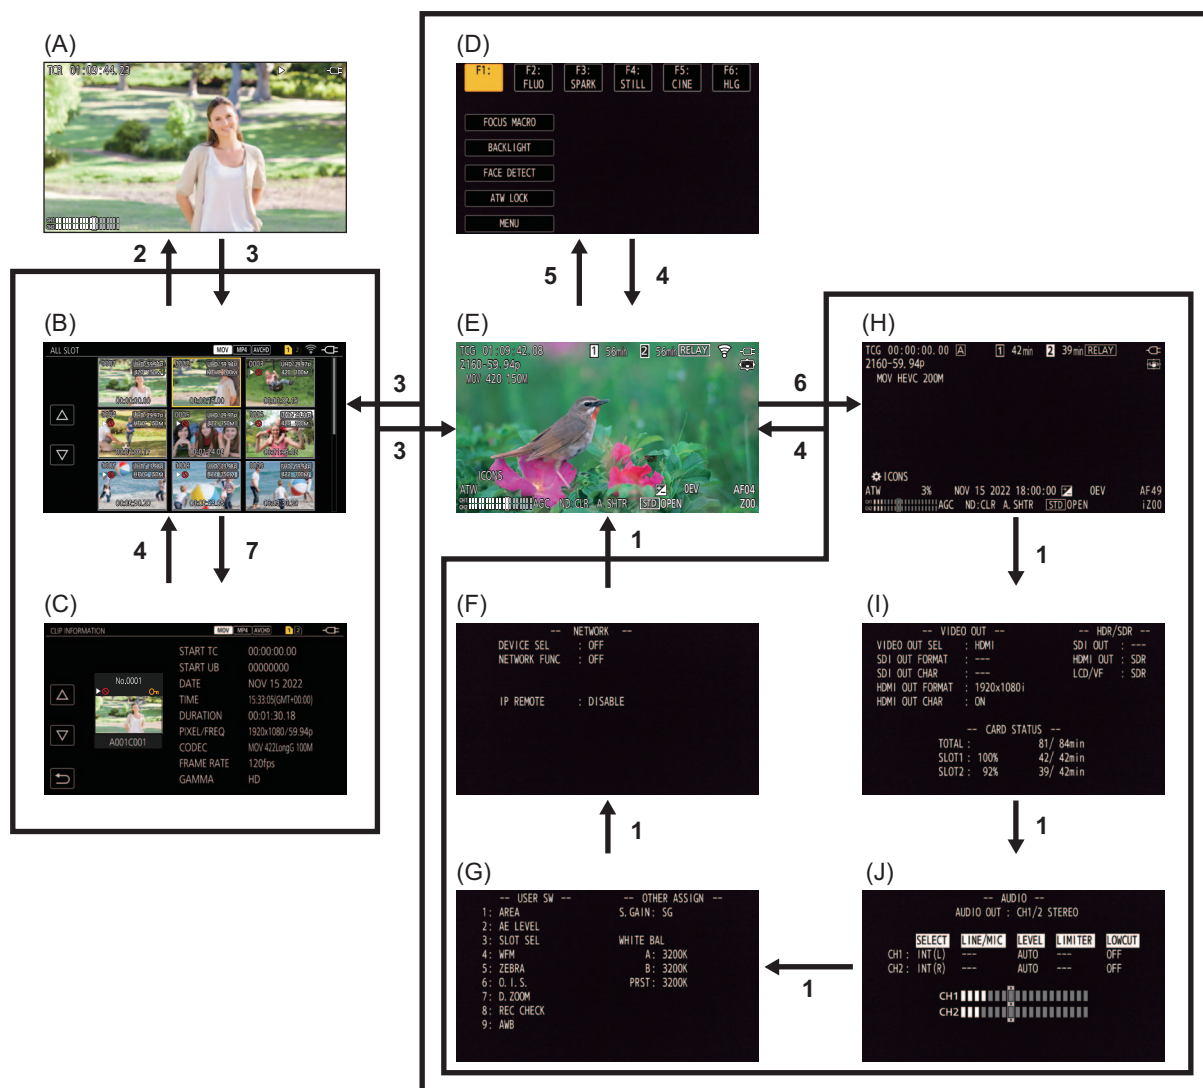 (A)
TCR 01:09:44.23
2
3
(B)
ALL SLOT MOV MP4 AVCHD 1 2
4
7
(C)
CLIP INFORMATION MOV MP4 AVCHD 1 2
No.0001
A001C001
START TC 00:00:00.00
START UB 00000000
DATE NOV 15 2022
TIME 15:33:05(GMT+00:00)
DURATION 00:01:30.18
PIXEL/FREQ 1920x1080/59.94p
CODEC MOV 422LongG 100M
FRAME RATE 120fps
GAMMA HD
(D)
F1: F2: FLUO F3: SPARK F4: STILL F5: CINE F6: HLG
FOCUS MACRO
BACKLIGHT
FACE DETECT
ATW LOCK
MENU
5
4
3
3
(E)
TCG 01:09:42.08 1 56min 2 56min RELAY
2160-59.94p
MOV 420 150M
ICONS
ATW 0EV AF04
AGC ND:CLR A.SHTR STD OPEN Z00
6
4
1
(F)
-- NETWORK --
DEVICE SEL : OFF
NETWORK FUNC : OFF
IP REMOTE : DISABLE
1
(G)
-- USER SW --
1: AREA
2: AE LEVEL
3: SLOT SEL
4: WFM
5: ZEBRA
6: O.I.S.
7: D.ZOOM
8: REC CHECK
9: AWB
-- OTHER ASSIGN --
S.GAIN: SG
WHITE BAL
A: 3200K
B: 3200K
PRST: 3200K
(H)
TCG 00:00:00.00 A 1 42min 2 39min RELAY
2160-59.94p
MOV HEVC 200M
ICONS
ATW 3% NOV 15 2022 18:00:00 0EV AF49
AGC ND:CLR A.SHTR STD OPEN iZ00
1
(I)
-- VIDEO OUT --
VIDEO OUT SEL : HDMI
SDI OUT FORMAT : ---
SDI OUT CHAR : ---
HDMI OUT FORMAT : 1920x1080i
HDMI OUT CHAR : ON
-- HDR/SDR --
SDI OUT : ---
HDMI OUT : SDR
LCD/VF : SDR
-- CARD STATUS --
TOTAL : 81/ 84min
SLOT1 : 100% 42/ 42min
SLOT2 : 92% 39/ 42min
1
(J)
-- AUDIO --
AUDIO OUT : CH1/2 STEREO
SELECT LINE/MIC LEVEL LIMITER LOWCUT
CH1 : INT(L) --- AUTO --- OFF
CH2 : INT(R) --- AUTO --- OFF
CH1
CH2
1